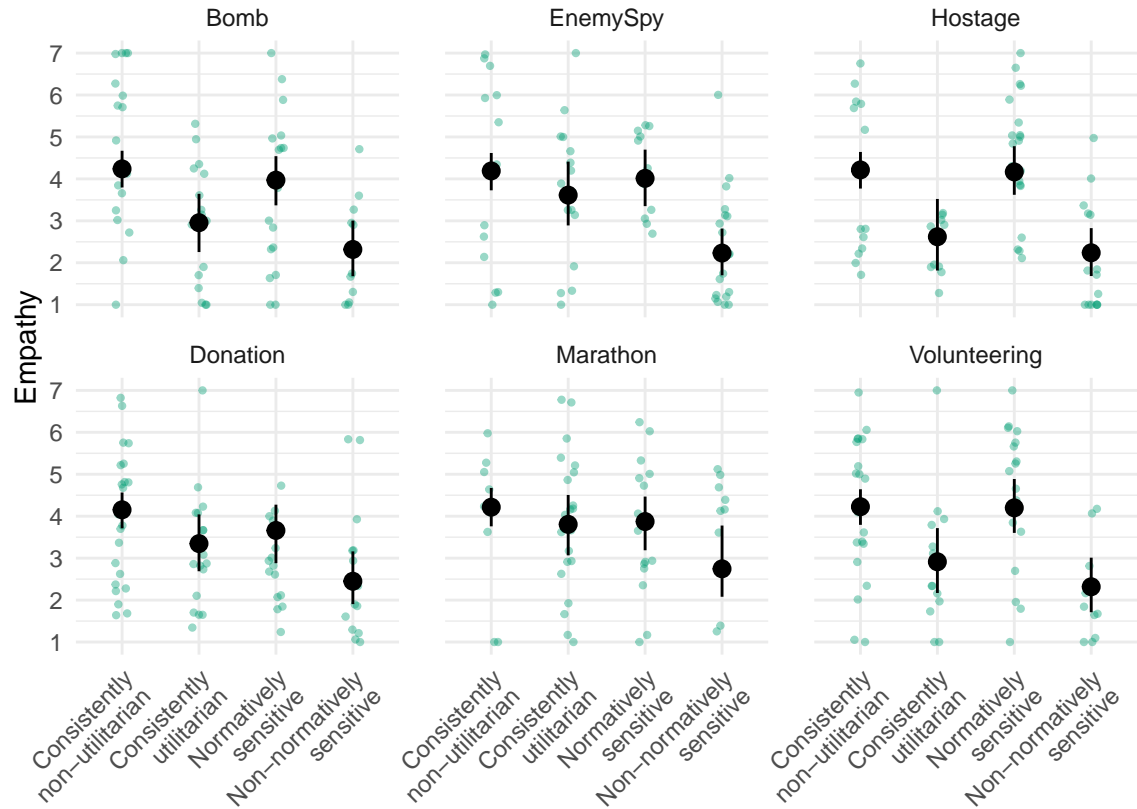 Bomb
EnemySpy
Hostage
7
6
5
4
3
2
1
Empathy
Donation
Marathon
Volunteering
7
6
5
4
3
2
1
Consistently
non−utilitarian
Consistently
utilitarian
Normatively
sensitive
Non−normatively
sensitive
Consistently
non−utilitarian
Consistently
utilitarian
Normatively
sensitive
Non−normatively
sensitive
Consistently
non−utilitarian
Consistently
utilitarian
Normatively
sensitive
Non−normatively
sensitive